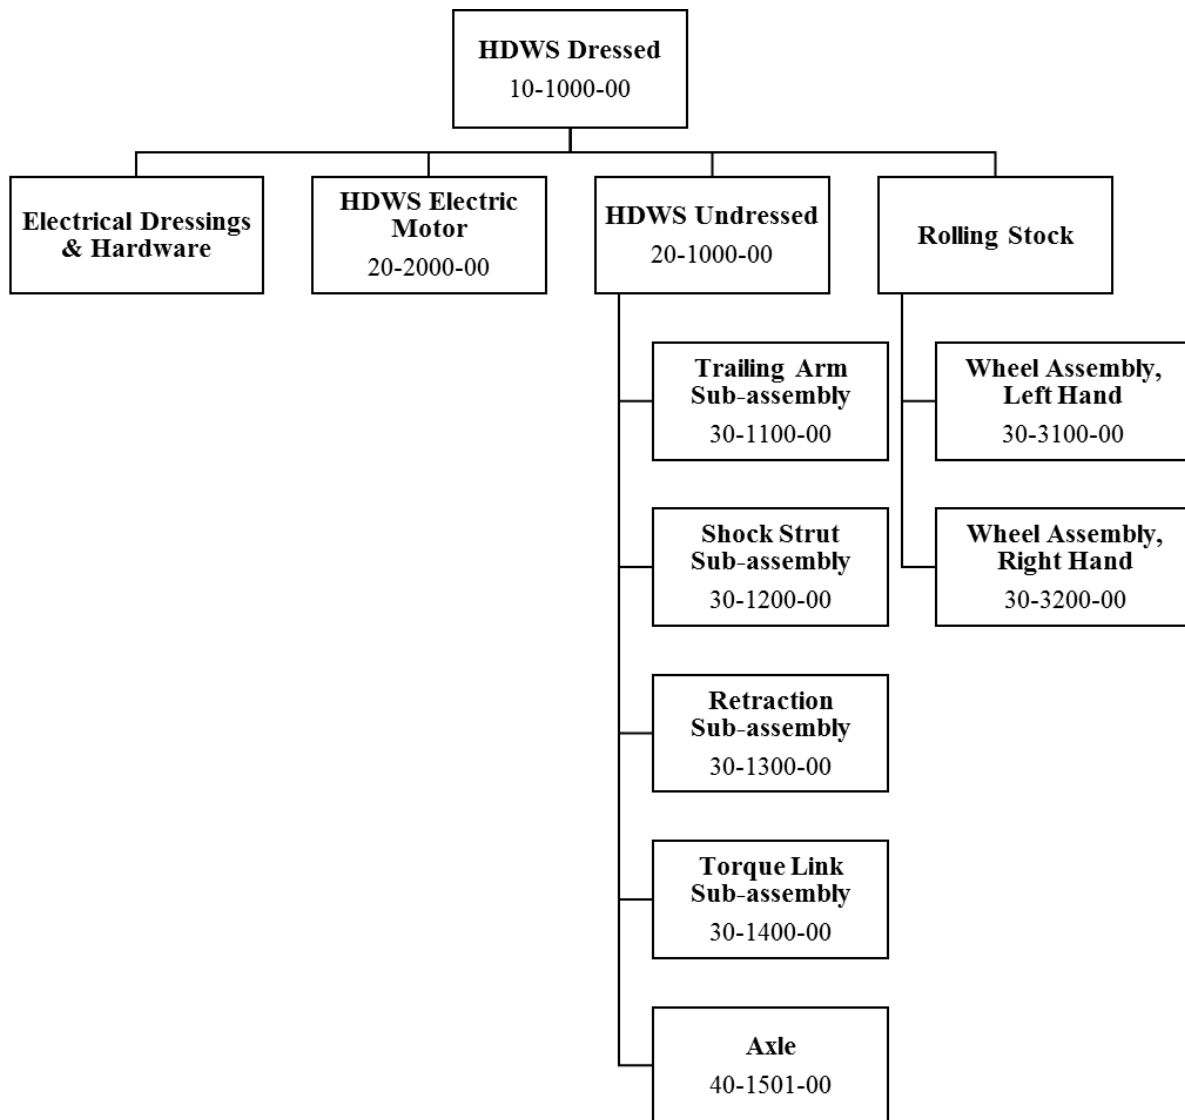 HDWS Dressed
10-1000-00
Electrical Dressings
& Hardware
HDWS Electric
Motor
20-2000-00
HDWS Undressed
20-1000-00
Rolling Stock
Trailing Arm
Sub-assembly
30-1100-00
Shock Strut
Sub-assembly
30-1200-00
Retraction
Sub-assembly
30-1300-00
Torque Link
Sub-assembly
30-1400-00
Axle
40-1501-00
Wheel Assembly,
Left Hand
30-3100-00
Wheel Assembly,
Right Hand
30-3200-00